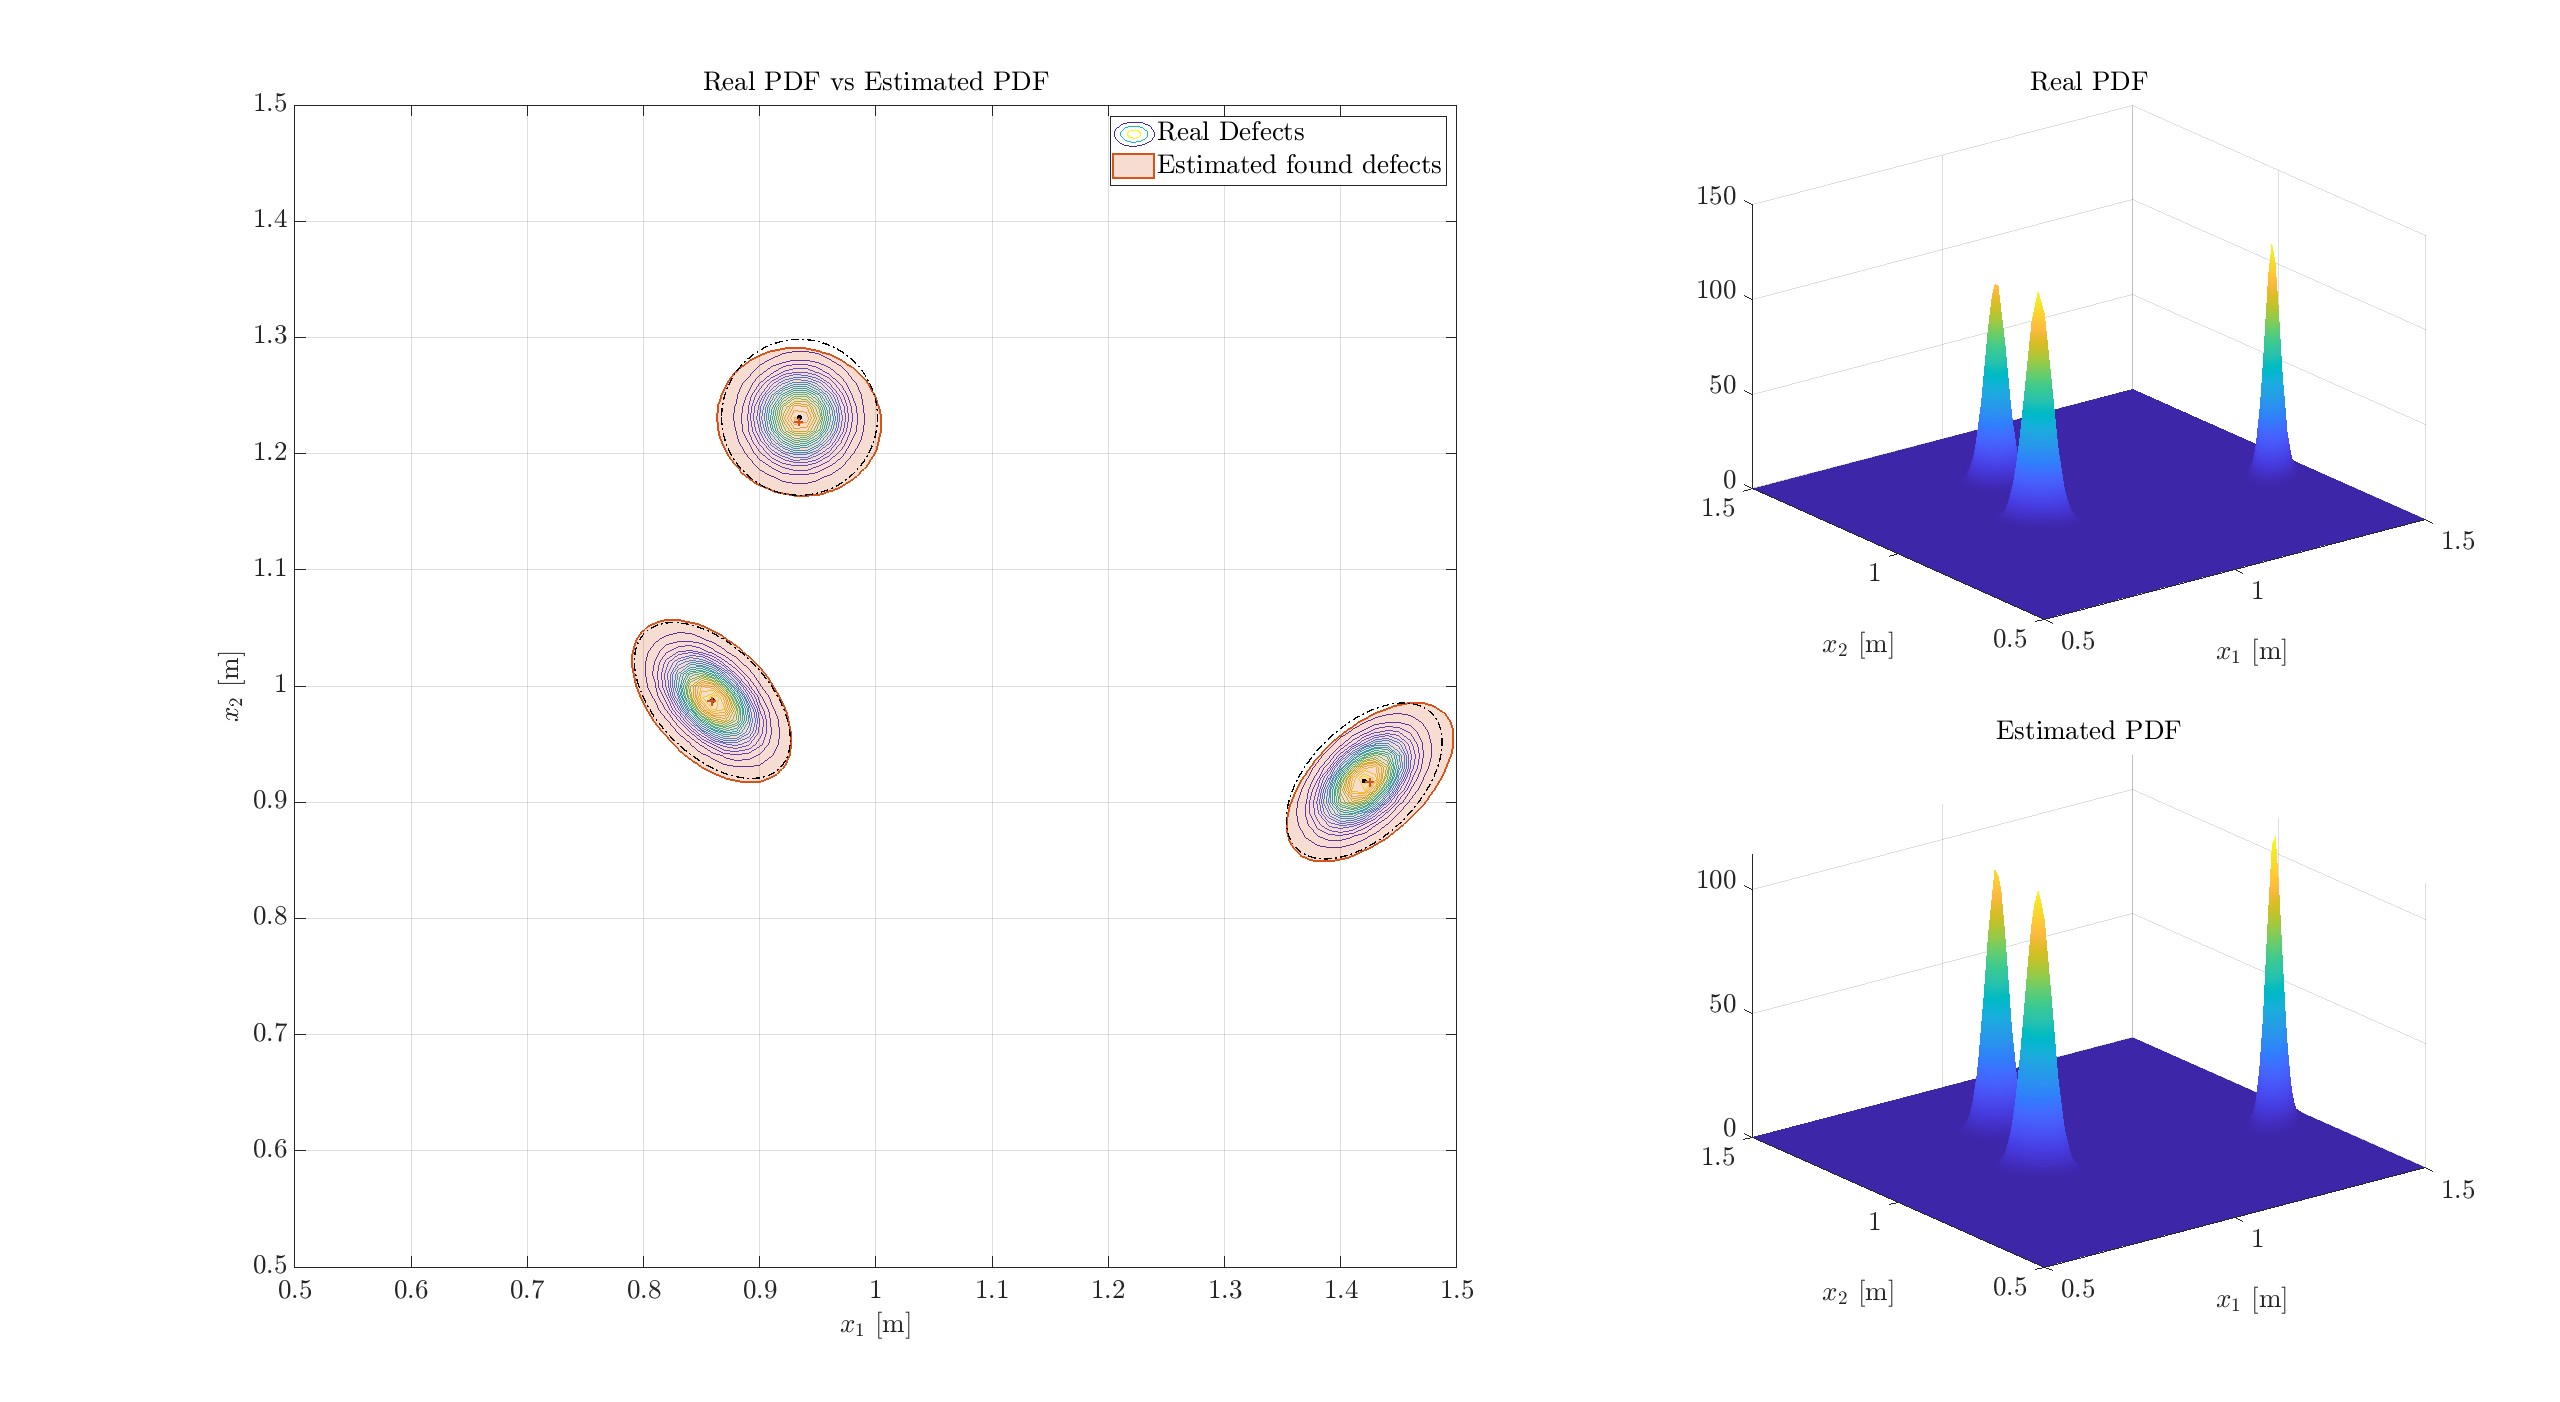 Real PDF vs Estimated PDF
Real Defects
Estimated found defects
1.5
1.4
1.3
1.2
1.1
1
0.9
0.8
0.7
0.6
0.5
x₂ [m]
0.5 0.6 0.7 0.8 0.9 1 1.1 1.2 1.3 1.4 1.5
x₁ [m]
Real PDF
150
100
50
0
1.5
1
0.5
x₂ [m]
0.5
1
1.5
x₁ [m]
Estimated PDF
100
50
0
1.5
1
0.5
x₂ [m]
0.5
1
1.5
x₁ [m]